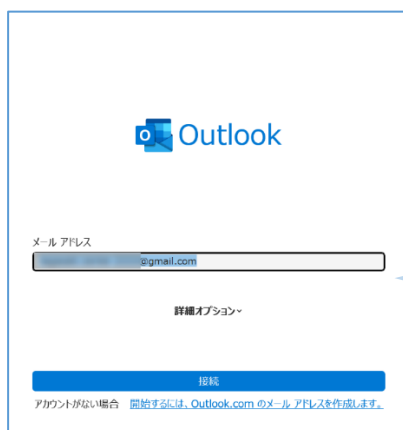 Outlook
メール アドレス
@gmail.com
詳細オプション
接続
アカウントがない場合 開始するには、Outlook.com のメール アドレスを作成します。